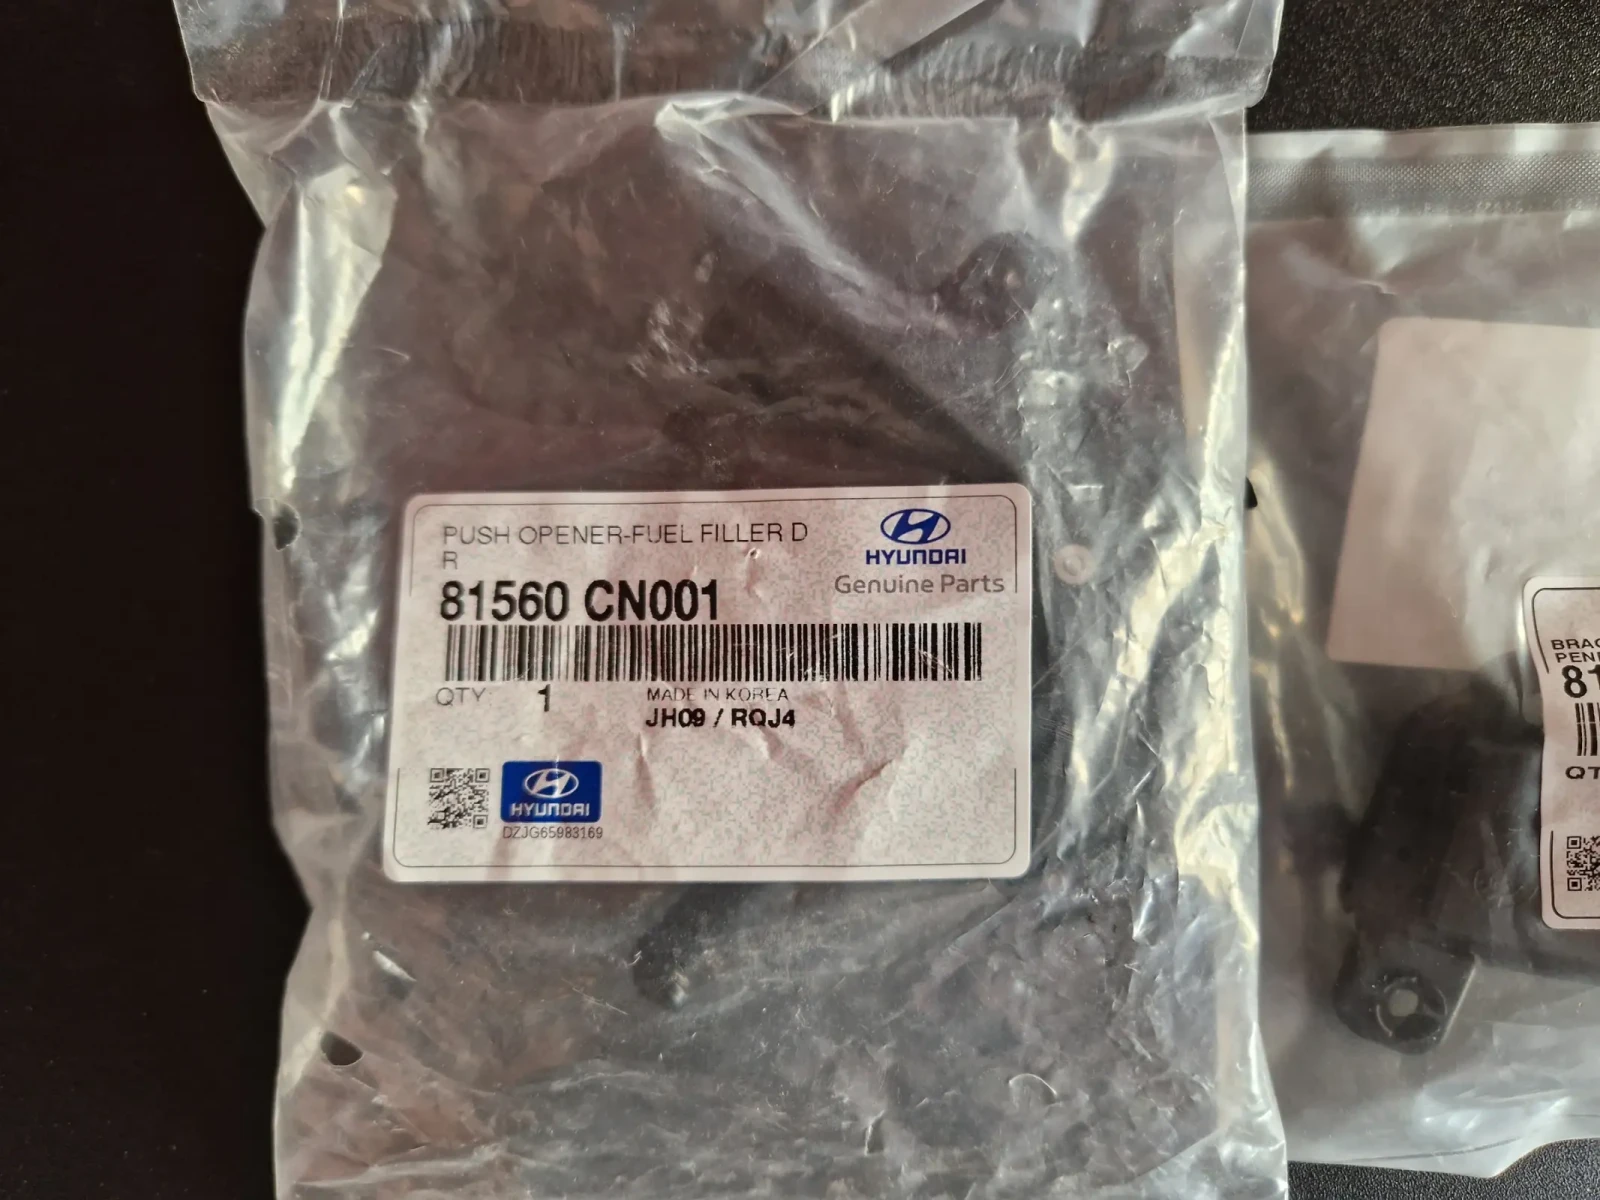 PUSH OPENER-FUEL FILLER D
R
HYUNDAI
Genuine Parts
81560 CN001
QTY 1
MADE IN KOREA
JH09 / RQJ4
HYUNDAI
DZJG65983169
BRAC
PEN
81
QT